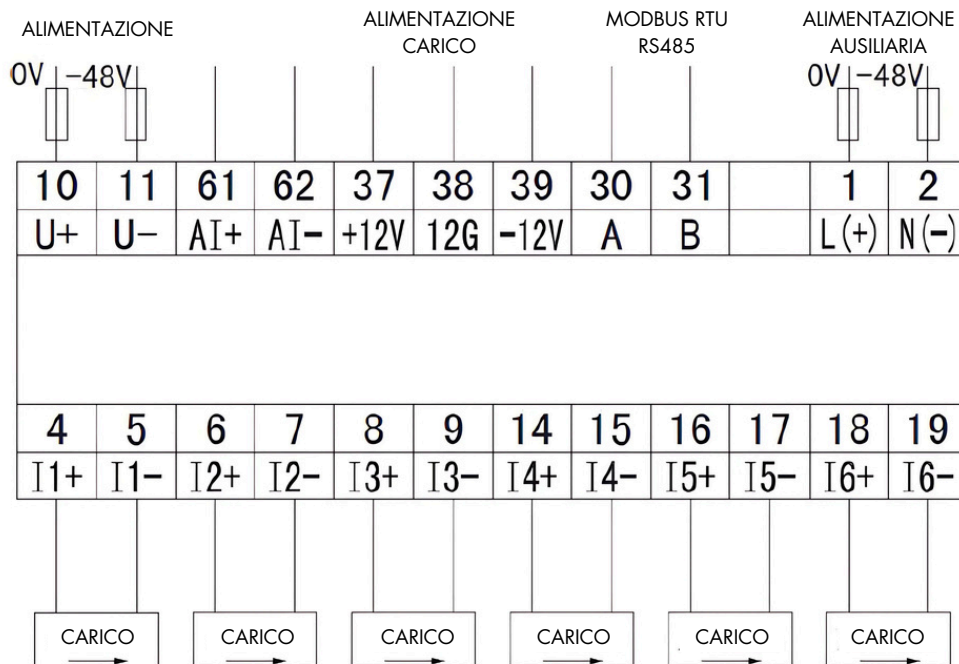 ALIMENTAZIONE
ALIMENTAZIONE
CARICO
MODBUS RTU
RS485
ALIMENTAZIONE
AUSILIARIA
0V -48V 0V -48V
10 11 61 62 37 38 39 30 31 1 2
U+ U- AI+ AI- +12V 12G -12V A B L(+) N(-)
4 5 6 7 8 9 14 15 16 17 18 19
I1+ I1- I2+ I2- I3+ I3- I4+ I4- I5+ I5- I6+ I6-
CARICO CARICO CARICO CARICO CARICO CARICO